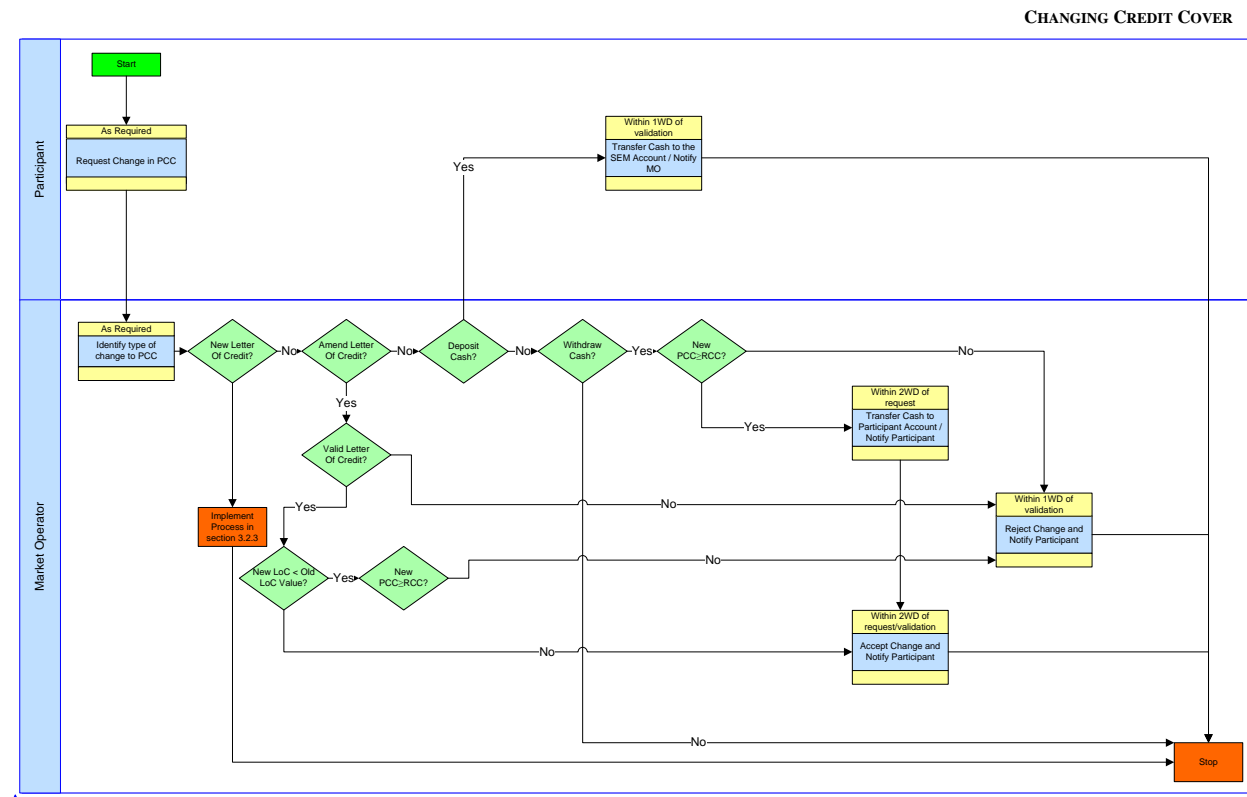 CHANGING CREDIT COVER
Participant
Start
As Required
Request Change in PCC
Within 1WD of
validation
Transfer Cash to the
SEM Account / Notify
MO
Yes
Market Operator
As Required
Identify type of
change to PCC
New Letter
Of Credit?
No
Amend Letter
Of Credit?
No
Deposit
Cash?
No
Withdraw
Cash?
Yes
New
PCC≥RCC?
No
Yes
Within 2WD of
request
Transfer Cash to
Participant Account /
Notify Participant
Yes
Valid Letter
Of Credit?
No
Yes
Within 1WD of
validation
Reject Change and
Notify Participant
Implement
Process in
section 3.2.3
New LoC < Old
LoC Value?
Yes
New
PCC≥RCC?
No
Within 2WD of
request/validation
Accept Change and
Notify Participant
No
No
Stop